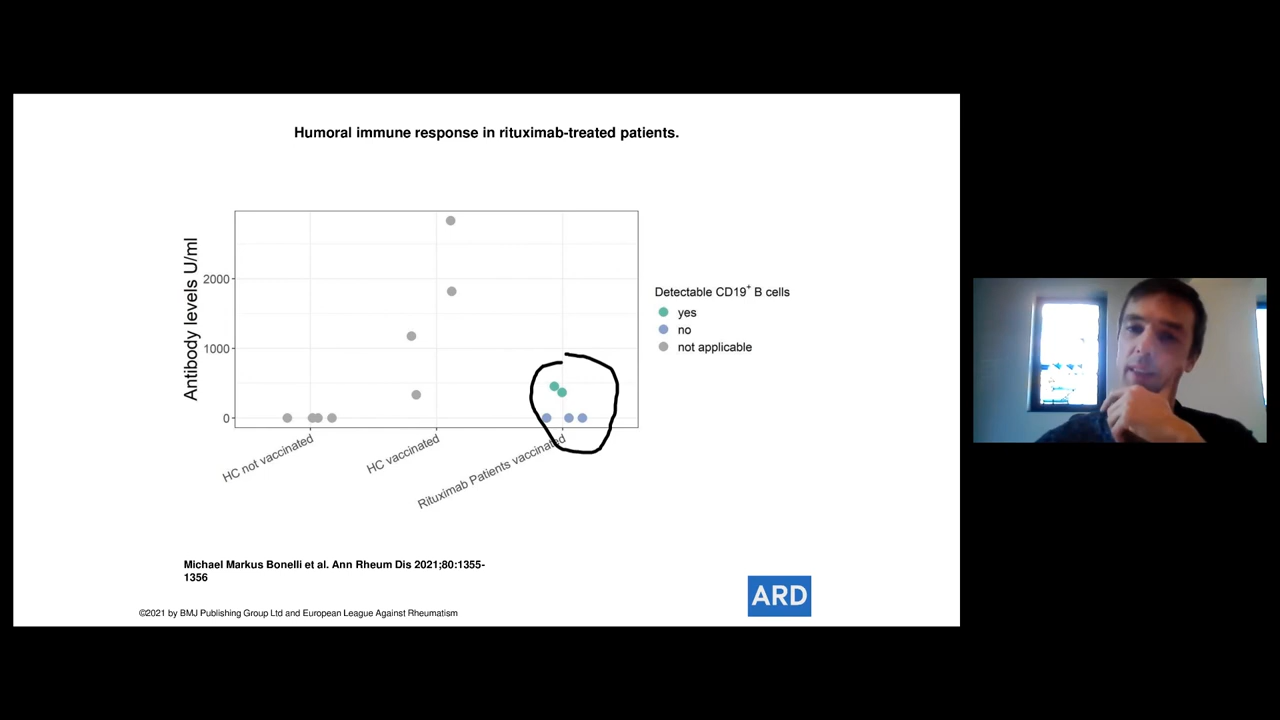 Humoral immune response in rituximab-treated patients.
Antibody levels U/ml
2000
1000
0
HC not vaccinated
HC vaccinated
Rituximab Patients vaccinated
Detectable CD19⁺ B cells
yes
no
not applicable
Michael Markus Bonelli et al. Ann Rheum Dis 2021;80:1355-
1356
©2021 by BMJ Publishing Group Ltd and European League Against Rheumatism
ARD